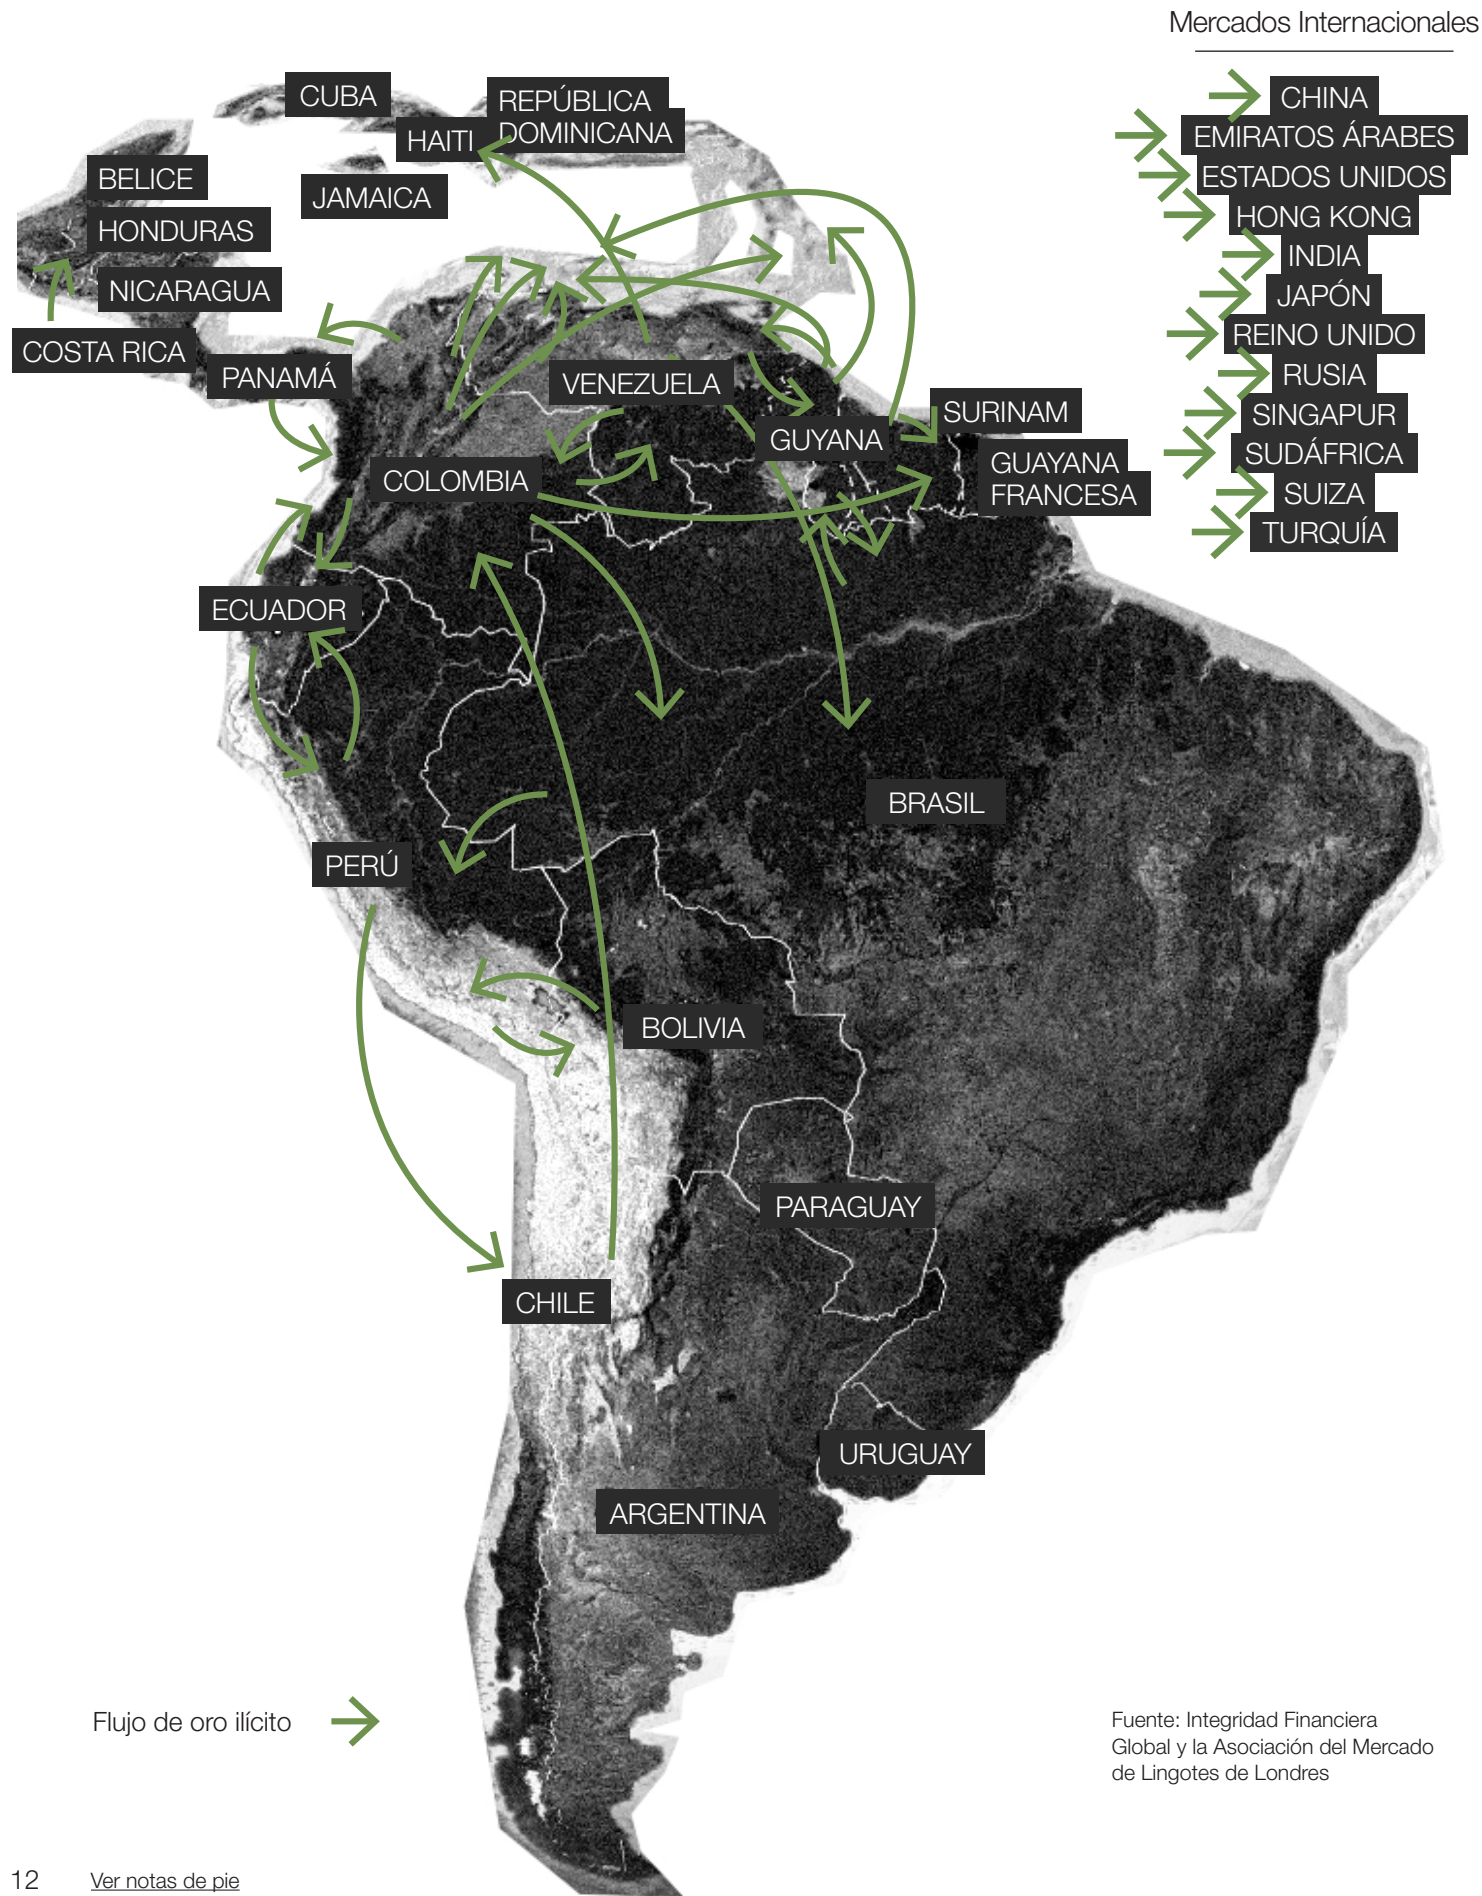 Mercados Internacionales
CHINA
EMIRATOS ÁRABES
ESTADOS UNIDOS
HONG KONG
INDIA
JAPÓN
REINO UNIDO
RUSIA
SINGAPUR
SUDÁFRICA
SUIZA
TURQUÍA
CUBA
REPÚBLICA
DOMINICANA
HAITI
JAMAICA
BELICE
HONDURAS
NICARAGUA
COSTA RICA
PANAMÁ
VENEZUELA
GUYANA
SURINAM
GUAYANA
FRANCESA
COLOMBIA
ECUADOR
BRASIL
PERÚ
BOLIVIA
PARAGUAY
CHILE
URUGUAY
ARGENTINA
Flujo de oro ilícito
Fuente: Integridad Financiera
Global y la Asociación del Mercado
de Lingotes de Londres
12
Ver notas de pie